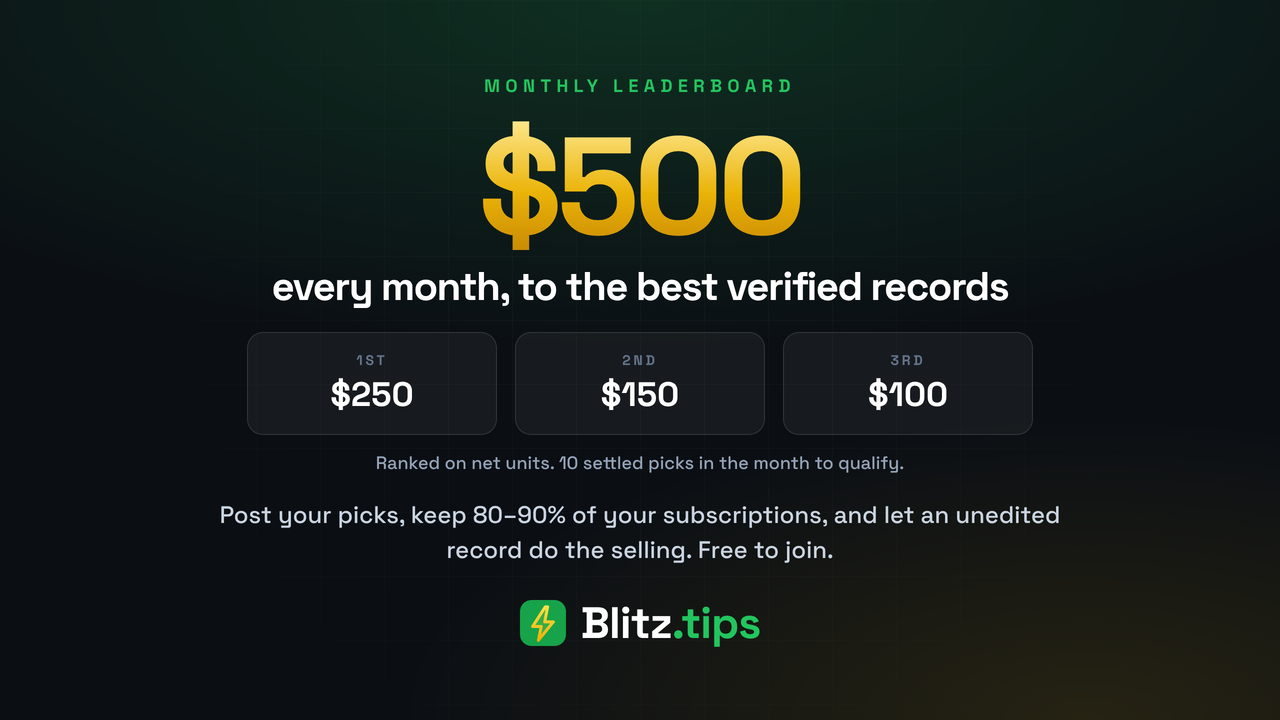 MONTHLY LEADERBOARD
$500
every month, to the best verified records
1ST
$250
2ND
$150
3RD
$100
Ranked on net units. 10 settled picks in the month to qualify.
Post your picks, keep 80–90% of your subscriptions, and let an unedited
record do the selling. Free to join.
Blitz.tips